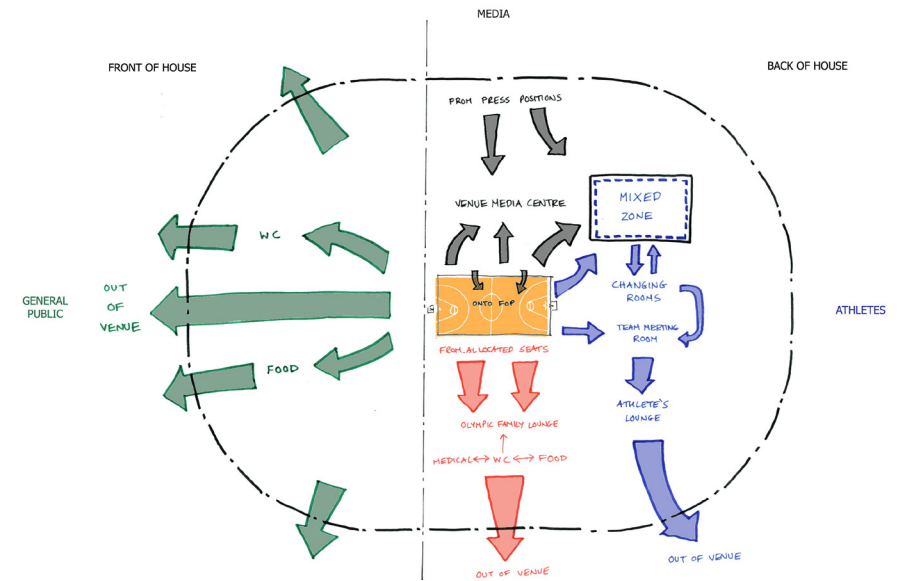 MEDIA
FRONT OF HOUSE
BACK OF HOUSE
FROM PRESS POSITIONS
VENUE MEDIA CENTRE
MIXED
ZONE
WC
CHANGING
ROOMS
GENERAL
PUBLIC
OUT
OF
VENUE
ONTO FOP
ATHLETES
TEAM MEETING
ROOM
FROM ALLOCATED SEATS
FOOD
ATHLETE'S
LOUNGE
OLYMPIC FAMILY LOUNGE
MEDICAL ↔ WC ↔ FOOD
OUT OF VENUE
OUT OF VENUE